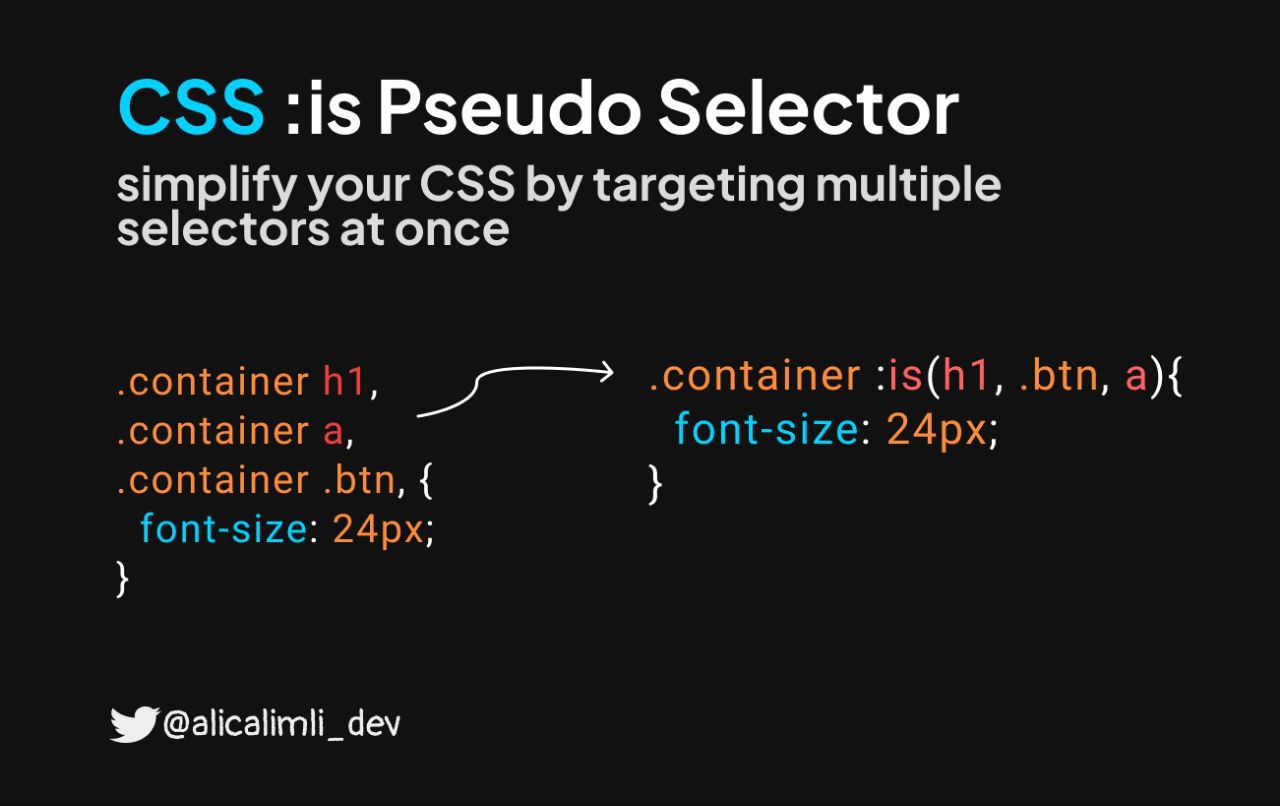 CSS :is Pseudo Selector
simplify your CSS by targeting multiple
selectors at once
.container h1,
.container a,
.container .btn, {
font-size: 24px;
}
.container :is(h1, .btn, a){
font-size: 24px;
}
@alicalimli_dev